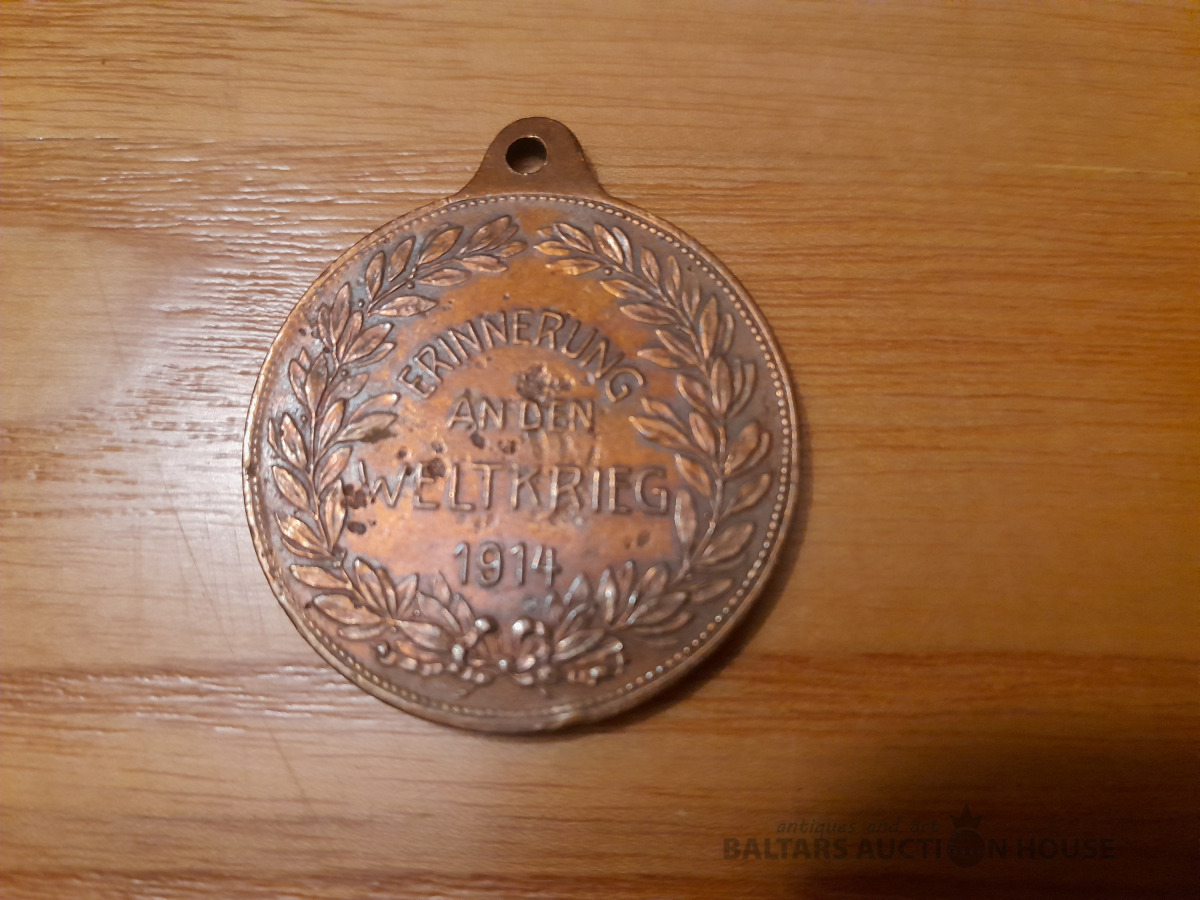 ERINNERUNG
AN DEN
WELTKRIEG
1914
antiques and art
BALTARS AUCTION HOUSE